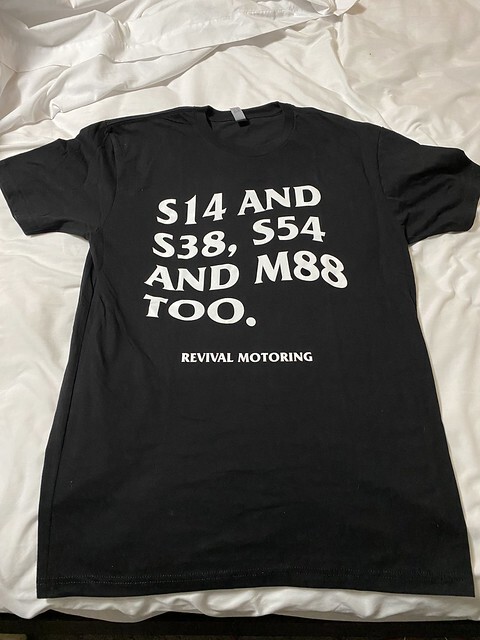 S14 AND
S38, S54
AND M88
TOO.
REVIVAL MOTORING